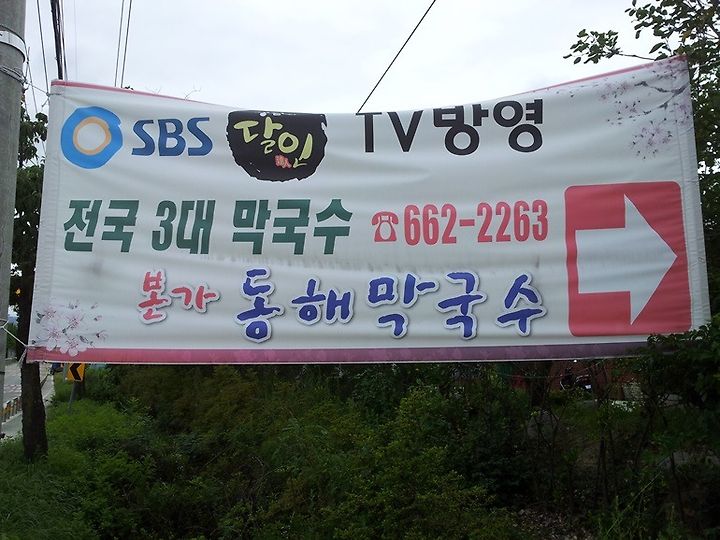 SBS 달인 TV방영
전국 3대 막국수 ☎662-2263
본가 동해막국수